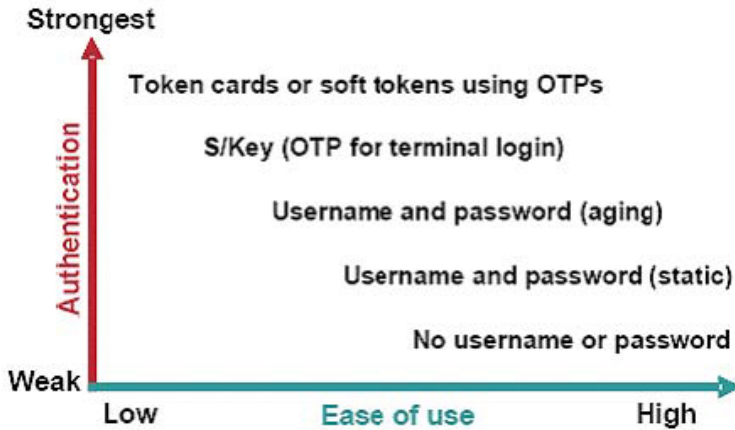 Strongest
Token cards or soft tokens using OTPs
S/Key (OTP for terminal login)
Username and password (aging)
Username and password (static)
No username or password
Authentication
Weak
Low Ease of use High